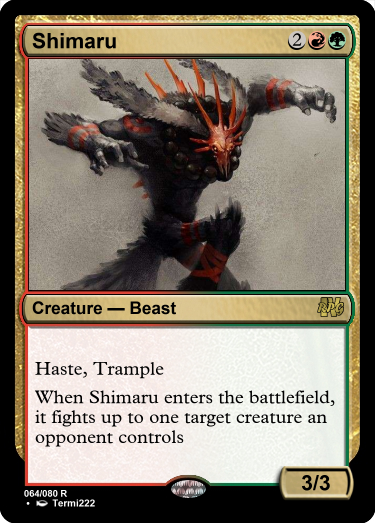 Shimaru 2
Creature — Beast
RPG
Haste, Trample
When Shimaru enters the battlefield,
it fights up to one target creature an
opponent controls
3/3
064/080 R
• Termi222